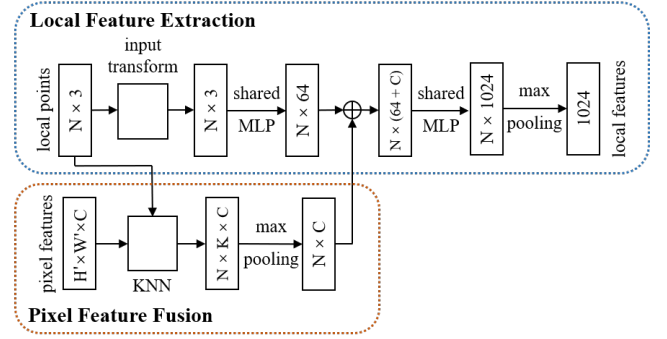 Local Feature Extraction
local points
N × 3
input
transform
N × 3
shared
MLP
N × 64
N × (64 + C)
shared
MLP
N × 1024
max
pooling
1024
local features
pixel features
H'×W'×C
KNN
N × K × C
max
pooling
N × C
Pixel Feature Fusion